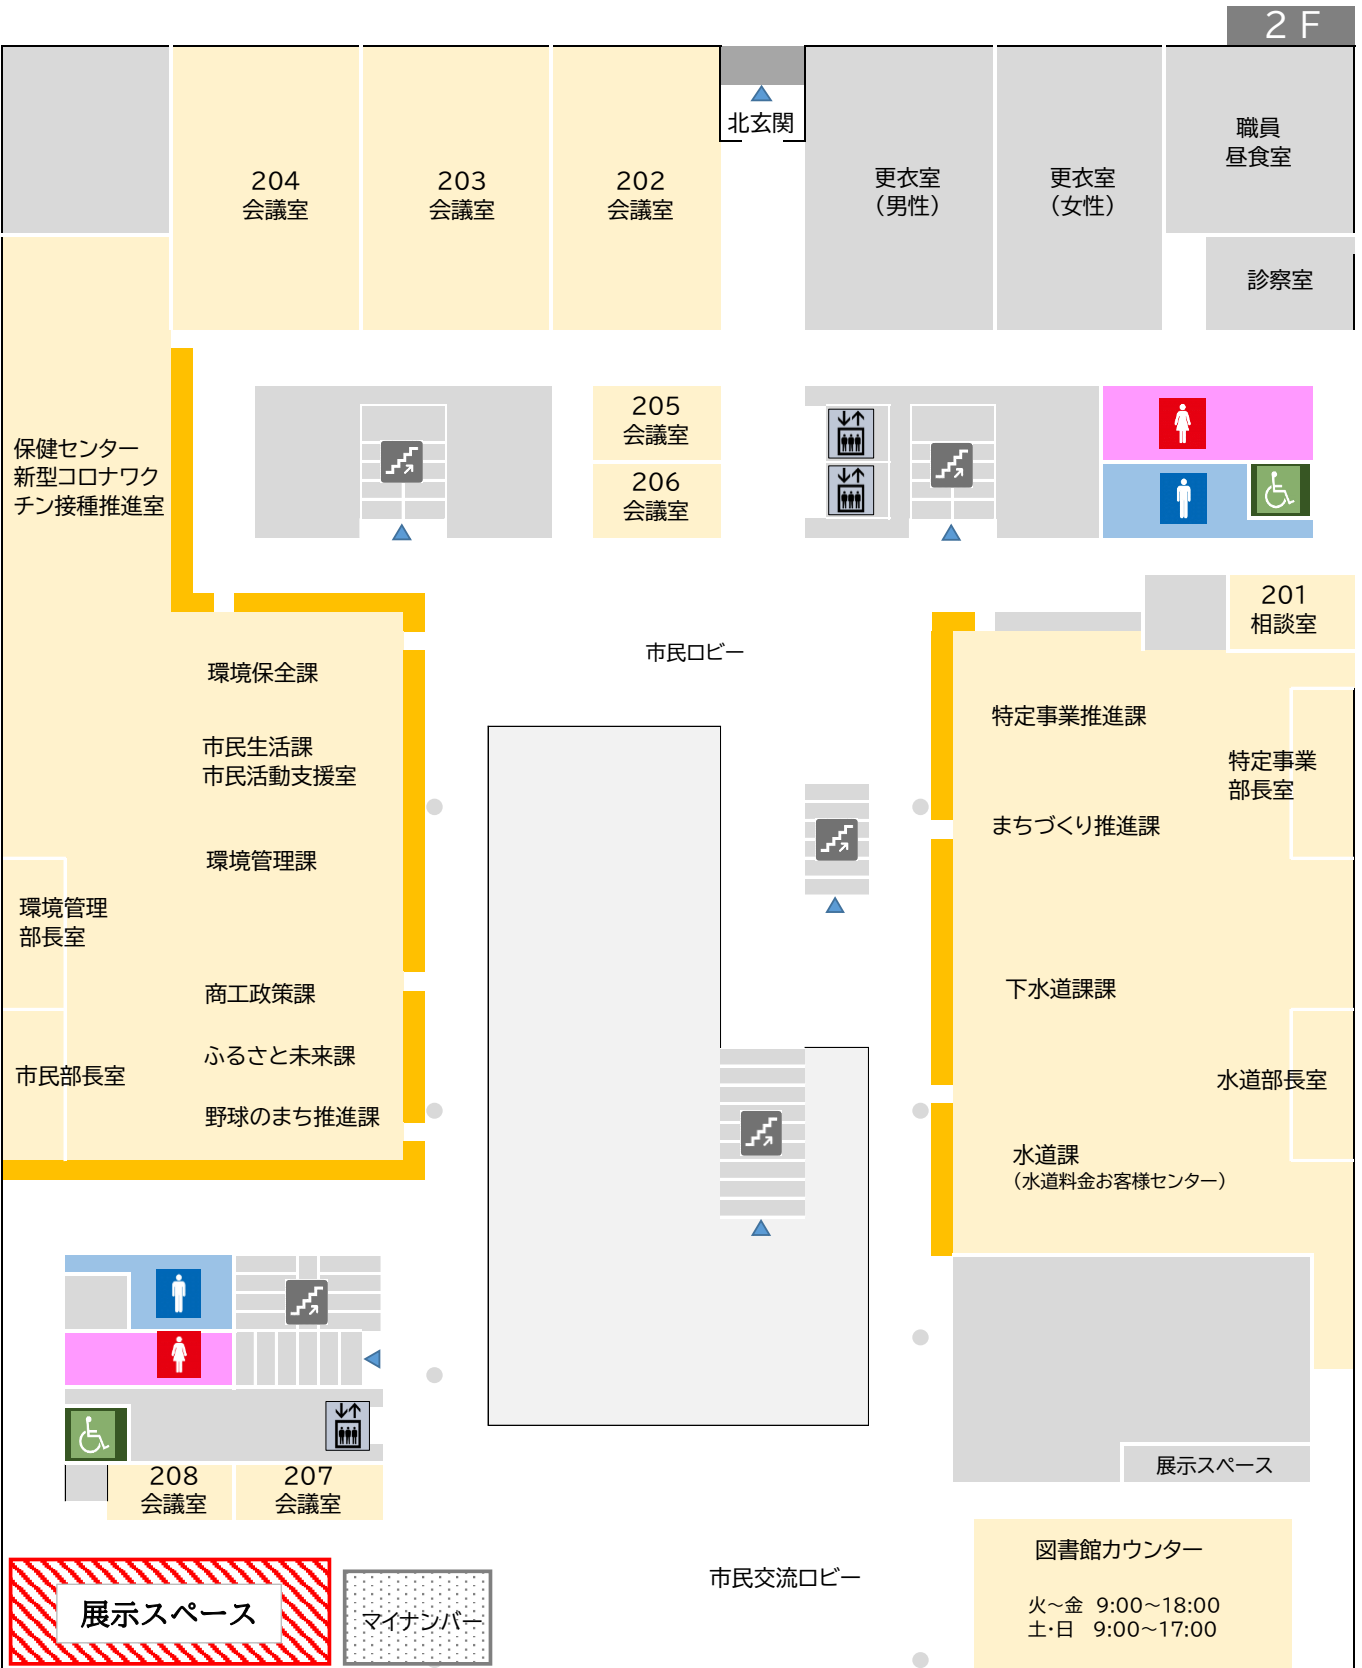 ２Ｆ
北玄関
職員
昼食室
204
会議室
203
会議室
202
会議室
更衣室
（男性）
更衣室
（女性）
診察室
205
会議室
206
会議室
保健センター
新型コロナワク
チン接種推進室
201
相談室
市民ロビー
環境保全課
市民生活課
市民活動支援室
環境管理課
環境管理
部長室
商工政策課
ふるさと未来課
市民部長室
野球のまち推進課
特定事業推進課
特定事業
部長室
まちづくり推進課
下水道課課
水道部長室
水道課
（水道料金お客様センター）
208
会議室
207
会議室
展示スペース
展示スペース
マイナンバー
市民交流ロビー
図書館カウンター
火～金 9:00～18:00
土・日 9:00～17:00